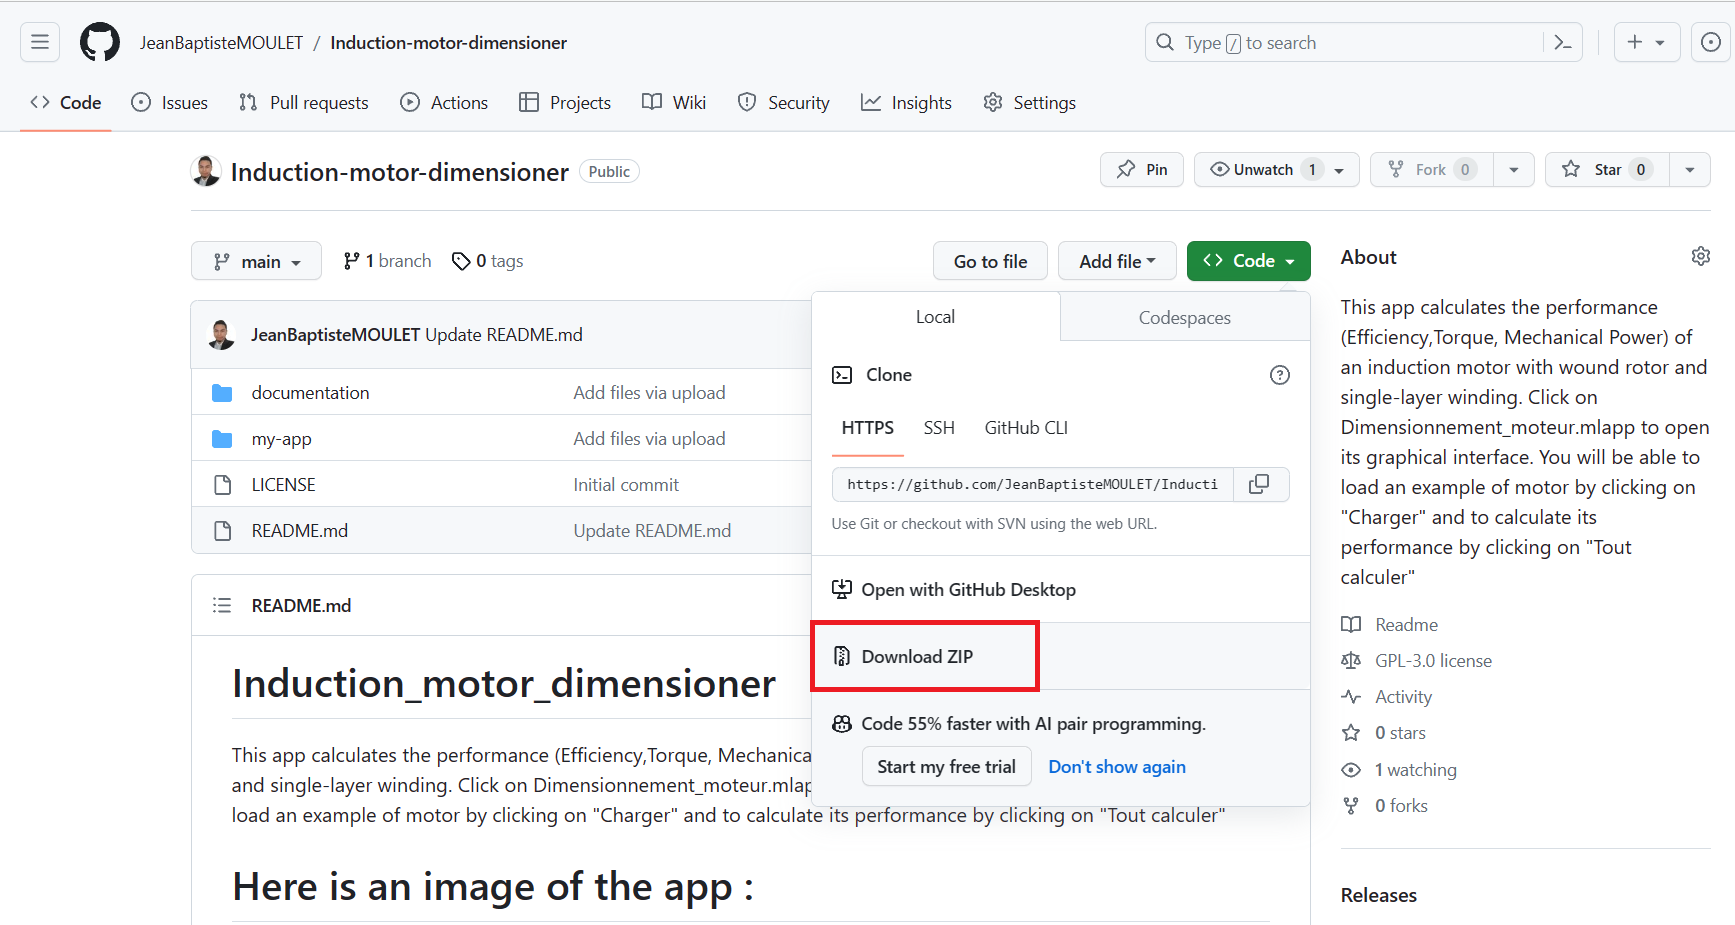 JeanBaptisteMOULET / Induction-motor-dimensioner
Type / to search
Code
Issues
Pull requests
Actions
Projects
Wiki
Security
Insights
Settings
Induction-motor-dimensioner Public
Pin
Unwatch 1
Fork 0
Star 0
main
1 branch
0 tags
Go to file
Add file
Code
JeanBaptisteMOULET Update README.md
documentation Add files via upload
my-app Add files via upload
LICENSE Initial commit
README.md Update README.md
Local
Codespaces
Clone
HTTPS
SSH
GitHub CLI
https://github.com/JeanBaptisteMOULET/Inducti
Use Git or checkout with SVN using the web URL.
Open with GitHub Desktop
Download ZIP
Code 55% faster with AI pair programming.
Start my free trial
Don't show again
README.md
Induction_motor_dimensioner
This app calculates the performance (Efficiency,Torque, Mechanica
and single-layer winding. Click on Dimensionnement_moteur.mlap
load an example of motor by clicking on "Charger" and to calculate its performance by clicking on "Tout calculer"
Here is an image of the app :
About
This app calculates the performance
(Efficiency,Torque, Mechanical Power) of
an induction motor with wound rotor and
single-layer winding. Click on
Dimensionnement_moteur.mlapp to open
its graphical interface. You will be able to
load an example of motor by clicking on
"Charger" and to calculate its
performance by clicking on "Tout
calculer"
Readme
GPL-3.0 license
Activity
0 stars
1 watching
0 forks
Releases